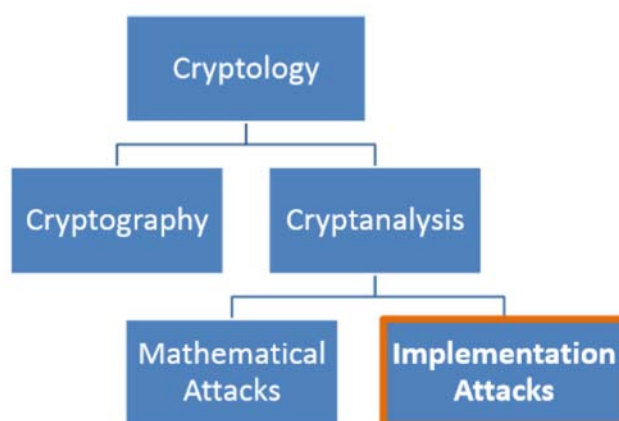 Cryptology
Cryptography
Cryptanalysis
Mathematical
Attacks
Implementation
Attacks